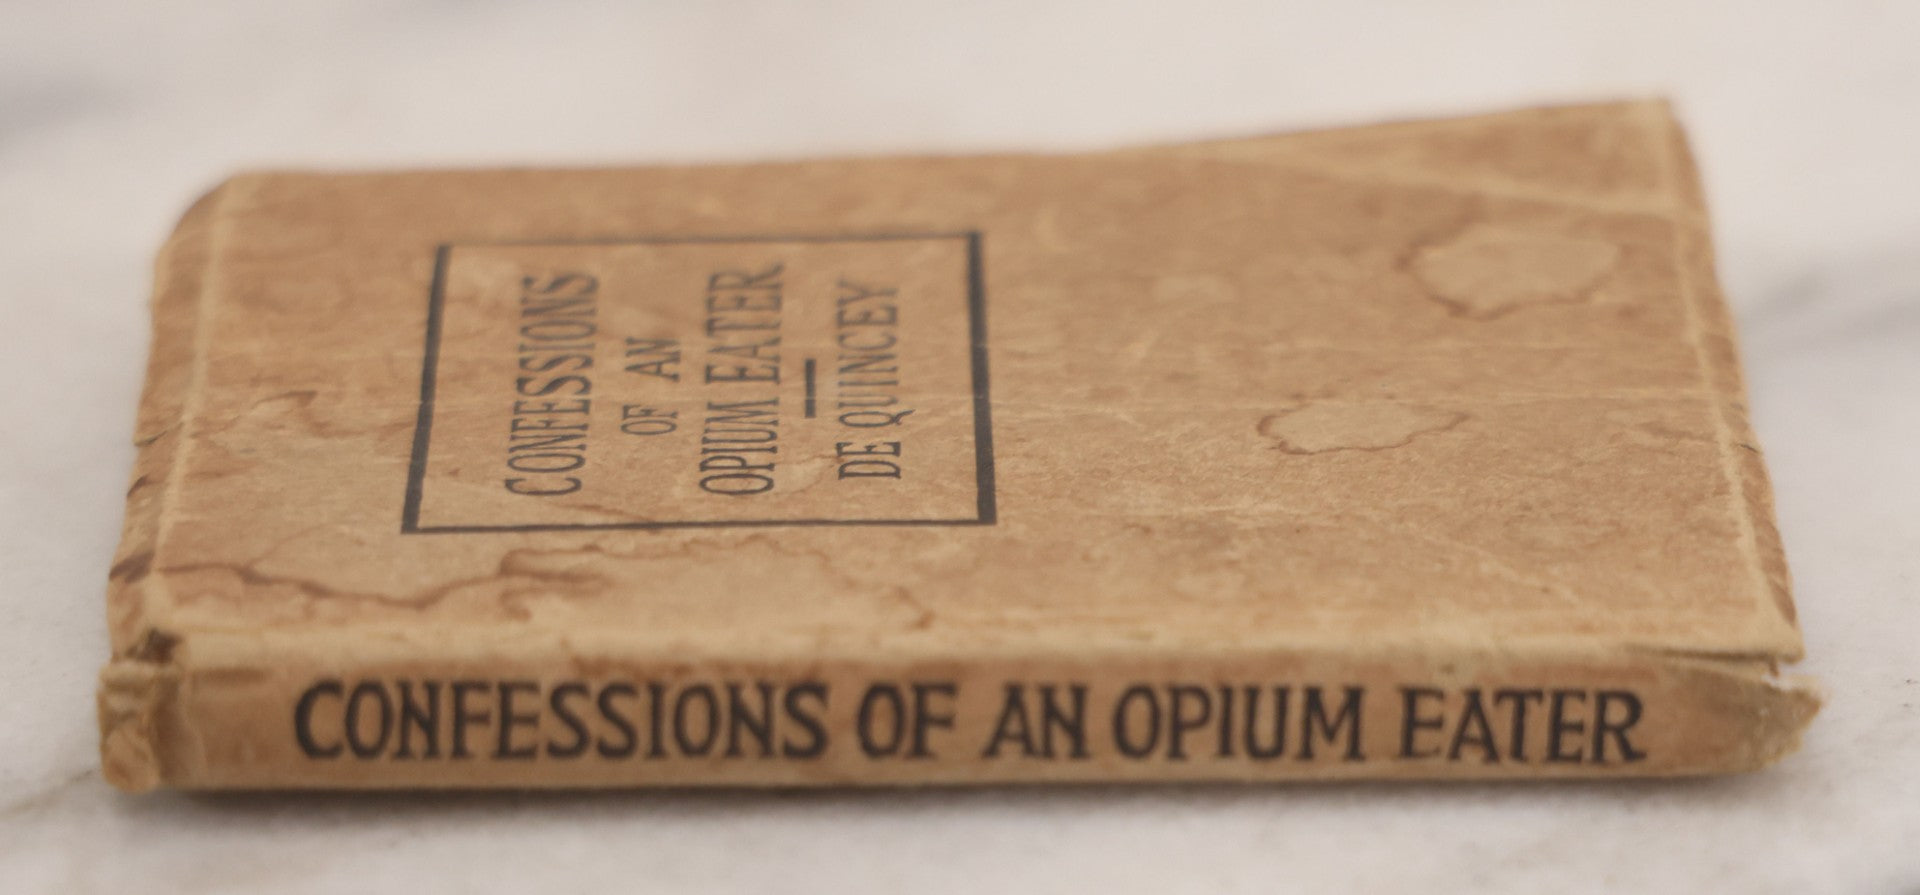 CONFESSIONS
OF AN
OPIUM EATER
DE QUINCEY
CONFESSIONS OF AN OPIUM EATER